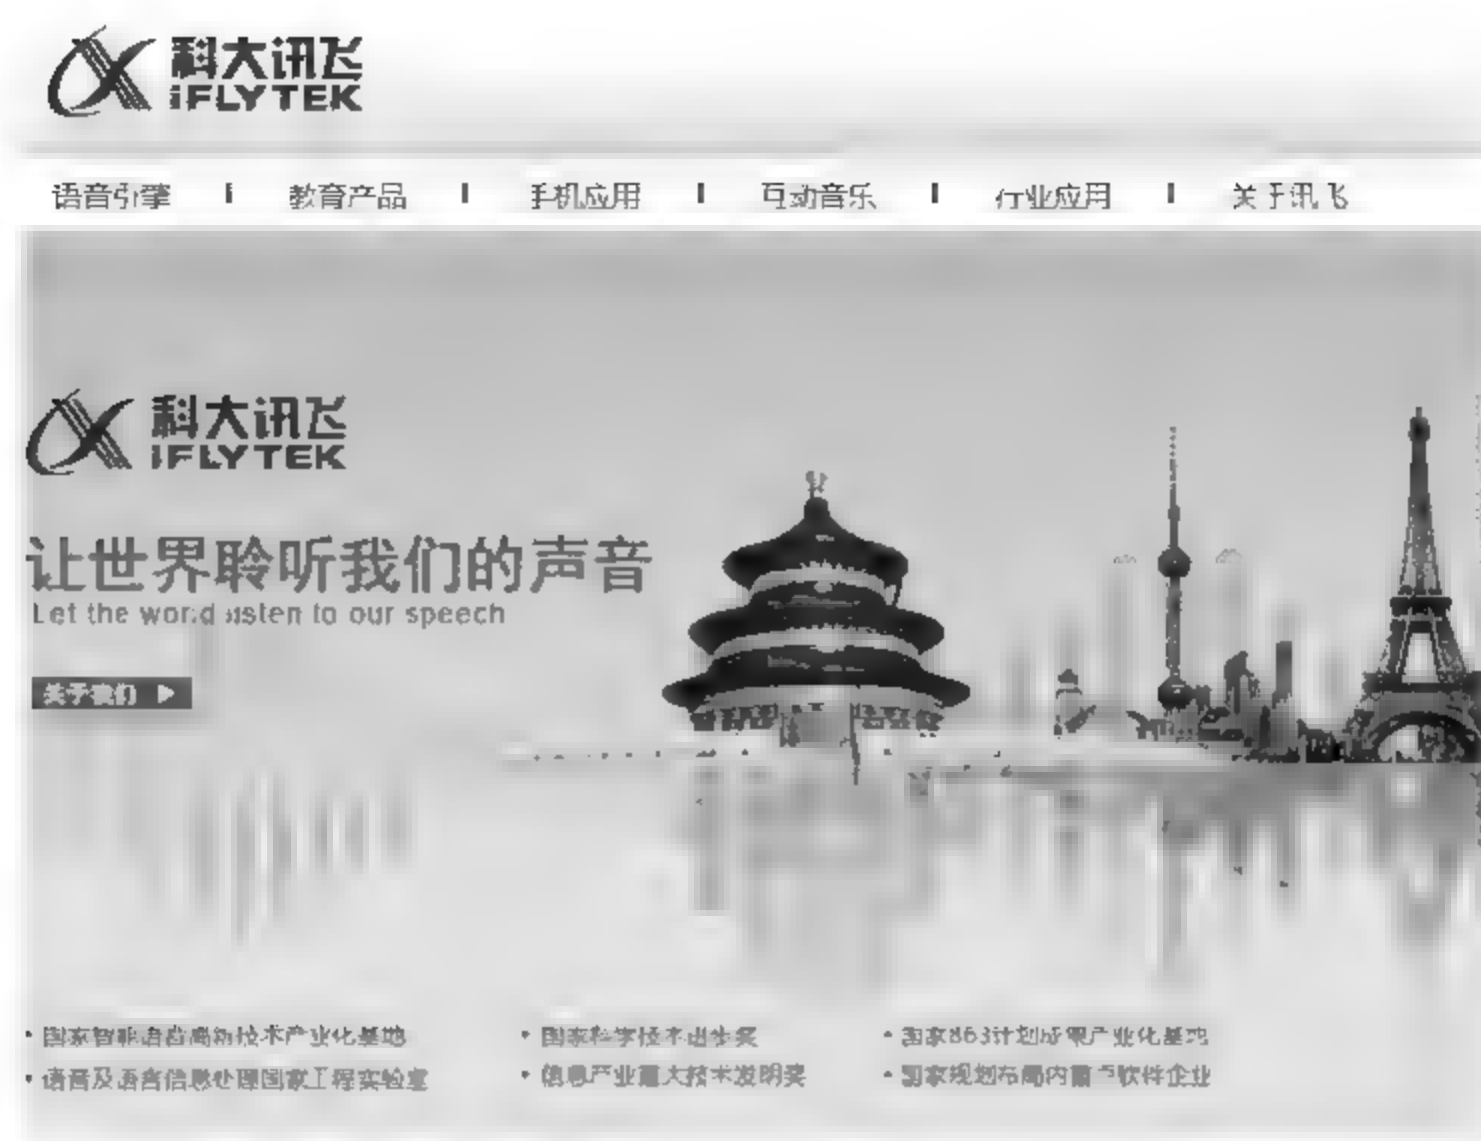 科大讯飞
iFLYTEK
语音引擎 教育产品 手机应用 互动音乐 行业应用 关于讯飞
科大讯飞
iFLYTEK
让世界聆听我们的声音
Let the world listen to our speech
关于我们
国家智能语音高新技术产业化基地 国家科学技术进步奖 国家863计划成果产业化基地
语音及语言信息处理国家工程实验室 信息产业重大技术发明奖 国家规划布局内重点软件企业